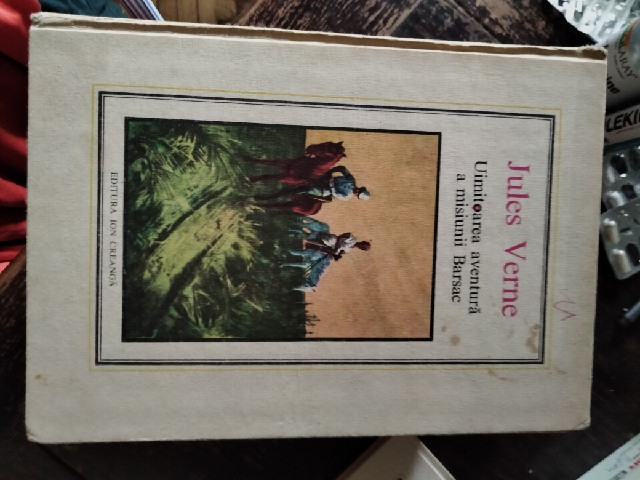 Jules Verne
Uimitoarea aventură
a misiunii Barsac
EDITURA ION CREANGĂ